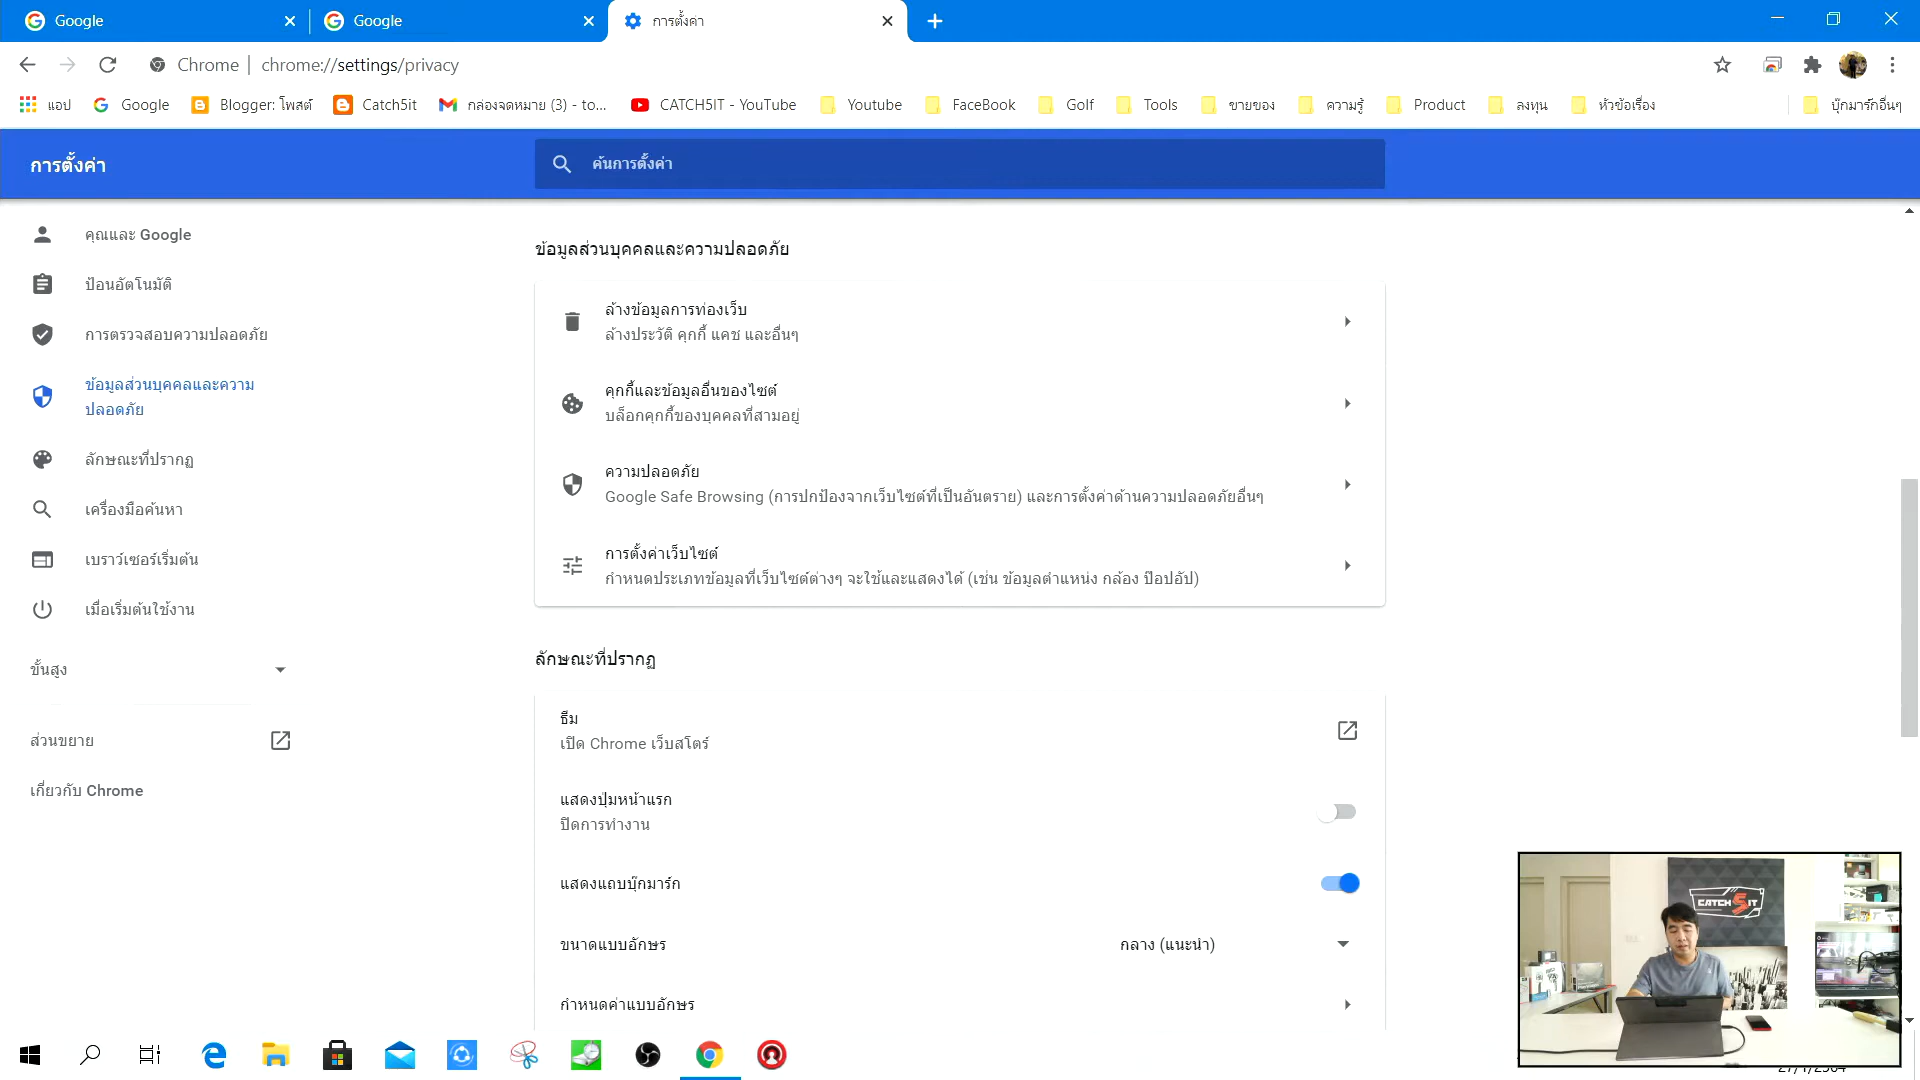 Google
Google
การตั้งค่า
Chrome
chrome://settings/privacy
แอป
Google
Blogger: โพสต์
Catch5it
กล่องจดหมาย (3) - to...
CATCH5IT - YouTube
Youtube
FaceBook
Golf
Tools
ขายของ
ความรู้
Product
ลงทุน
หัวข้อเรื่อง
บุ๊กมาร์กอื่นๆ
การตั้งค่า
ค้นการตั้งค่า
คุณและ Google
ป้อนอัตโนมัติ
การตรวจสอบความปลอดภัย
ข้อมูลส่วนบุคคลและความ
ปลอดภัย
ลักษณะที่ปรากฏ
เครื่องมือค้นหา
เบราว์เซอร์เริ่มต้น
เมื่อเริ่มต้นใช้งาน
ขั้นสูง
ส่วนขยาย
เกี่ยวกับ Chrome
ข้อมูลส่วนบุคคลและความปลอดภัย
ล้างข้อมูลการท่องเว็บ
ล้างประวัติ คุกกี้ แคช และอื่นๆ
คุกกี้และข้อมูลอื่นของไซต์
บล็อกคุกกี้ของบุคคลที่สามอยู่
ความปลอดภัย
Google Safe Browsing (การปกป้องจากเว็บไซต์ที่เป็นอันตราย) และการตั้งค่าด้านความปลอดภัยอื่นๆ
การตั้งค่าเว็บไซต์
กำหนดประเภทข้อมูลที่เว็บไซต์ต่างๆ จะใช้และแสดงได้ (เช่น ข้อมูลตำแหน่ง กล้อง ป๊อปอัป)
ลักษณะที่ปรากฏ
ธีม
เปิด Chrome เว็บสโตร์
แสดงปุ่มหน้าแรก
ปิดการทำงาน
แสดงแถบบุ๊กมาร์ก
ขนาดแบบอักษร
กลาง (แนะนำ)
กำหนดค่าแบบอักษร
CATCH5IT
27/1/2564